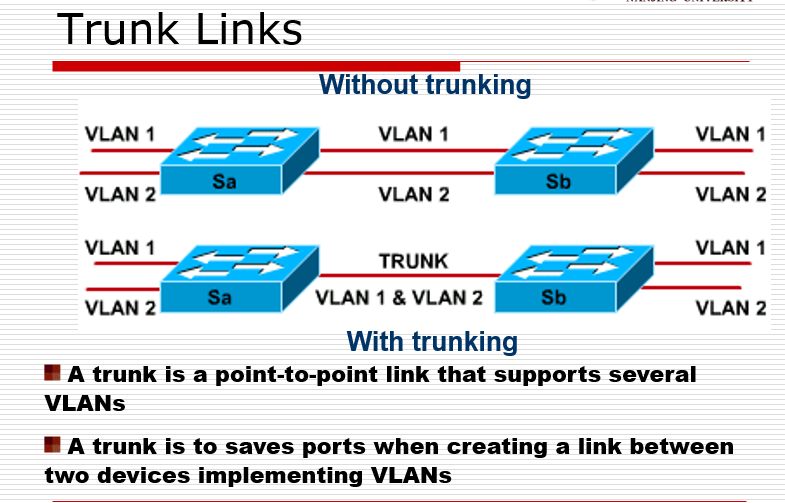 NANJING UNIVERSITY
Trunk Links
Without trunking
VLAN 1 VLAN 1 VLAN 1
Sa Sb
VLAN 2 VLAN 2 VLAN 2
VLAN 1 TRUNK VLAN 1
Sa VLAN 1 & VLAN 2 Sb
VLAN 2 VLAN 2
With trunking
A trunk is a point-to-point link that supports several
VLANs
A trunk is to saves ports when creating a link between
two devices implementing VLANs